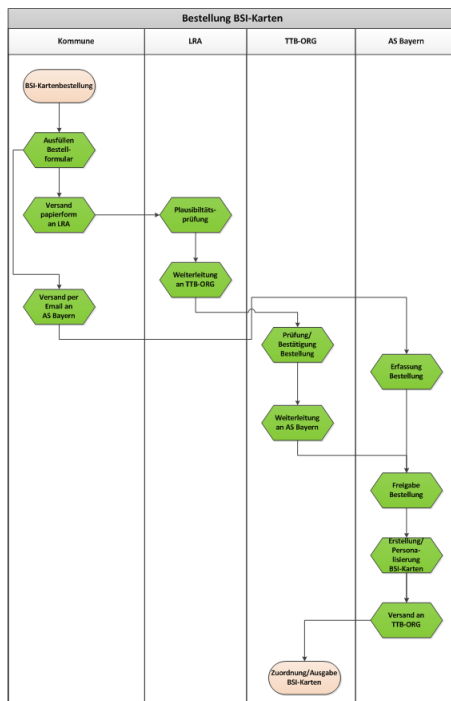 Bestellung BSI-Karten
Kommune
LRA
TTB-ORG
AS Bayern
BSI-Kartenbestellung
Ausfüllen
Bestell-
formular
Versand
papierform
an LRA
Plausibiltäts-
prüfung
Weiterleitung
an TTB-ORG
Versand per
Email an
AS Bayern
Prüfung/
Bestätigung
Bestellung
Erfassung
Bestellung
Weiterleitung
an AS Bayern
Freigabe
Bestellung
Erstellung/
Persona-
lisierung
BSI-Karten
Versand an
TTB-ORG
Zuordnung/Ausgabe
BSI-Karten